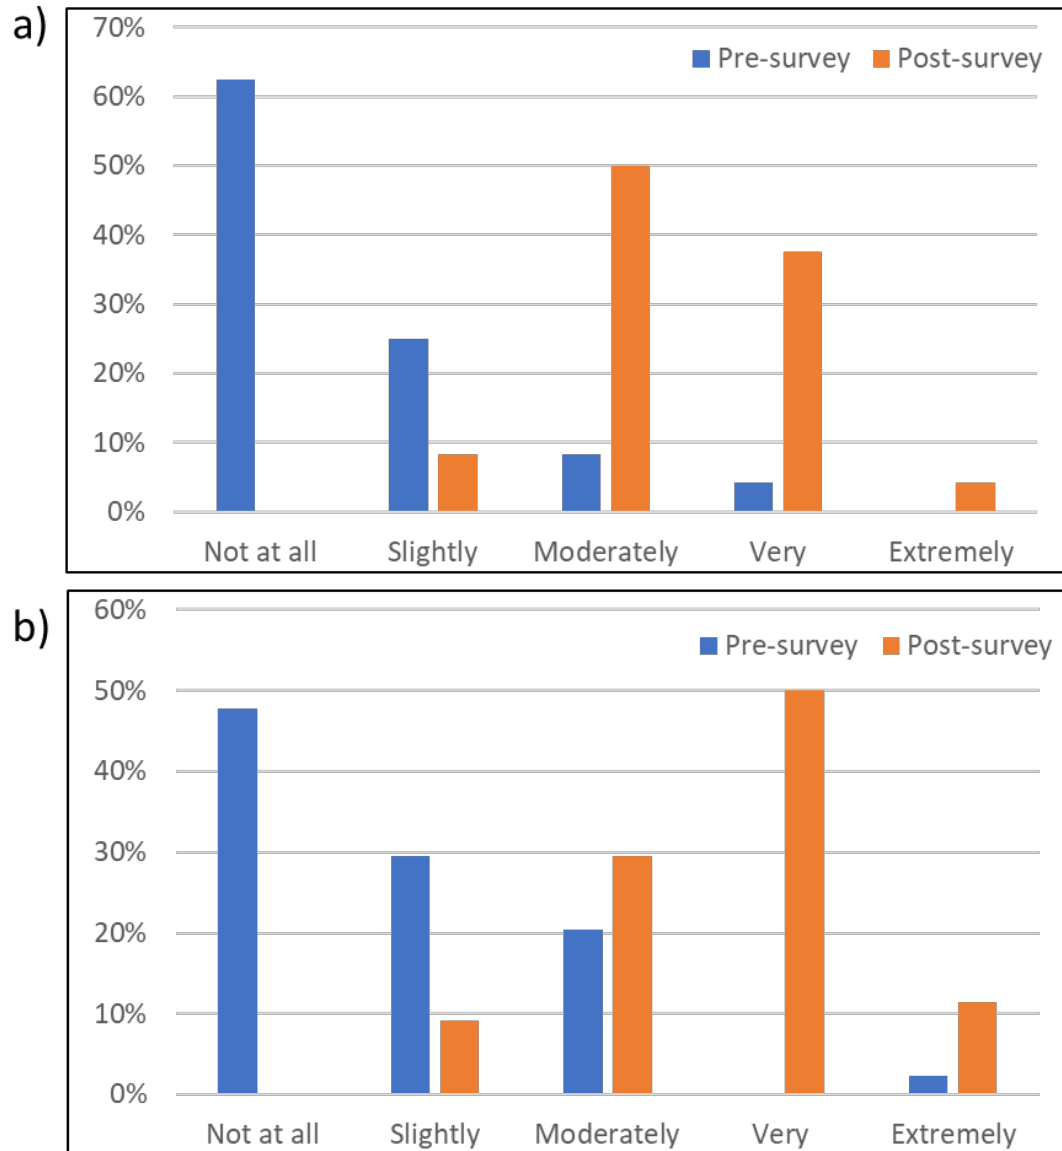 a)
70%
Pre-survey Post-survey
60%
50%
40%
30%
20%
10%
0%
Not at all Slightly Moderately Very Extremely
b)
60%
Pre-survey Post-survey
50%
40%
30%
20%
10%
0%
Not at all Slightly Moderately Very Extremely